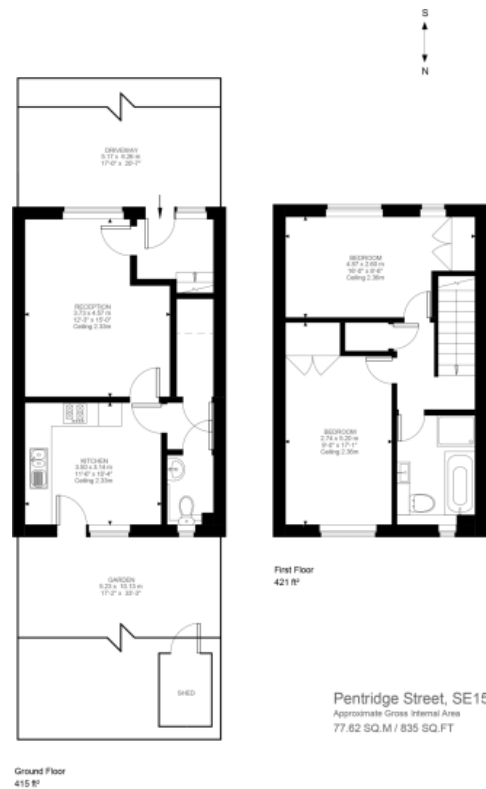 S
N
DRIVEWAY
5.17 x 6.26 m
17'-0" x 20'-7"
RECEPTION
3.73 x 4.57 m
12'-3" x 15'-0"
Ceiling 2.33m
KITCHEN
3.50 x 3.14 m
11'-6" x 10'-4"
Ceiling 2.33m
GARDEN
5.23 x 10.13 m
17'-2" x 33'-3"
SHED
Ground Floor
415 ft²
BEDROOM
4.87 x 2.60 m
16'-0" x 8'-6"
Ceiling 2.36m
BEDROOM
2.74 x 5.20 m
9'-0" x 17'-1"
Ceiling 2.36m
First Floor
421 ft²
Pentridge Street, SE15
Approximate Gross Internal Area
77.62 SQ.M / 835 SQ.FT